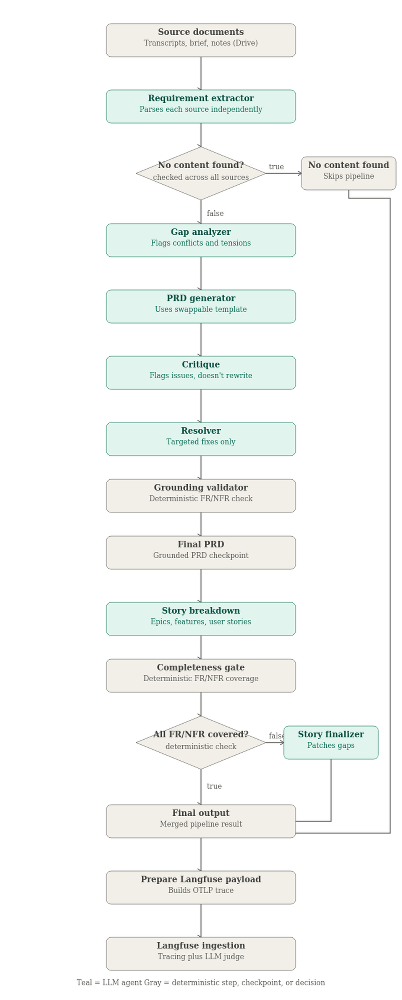 Source documents
Transcripts, brief, notes (Drive)
Requirement extractor
Parses each source independently
No content found?
checked across all sources
true
No content found
Skips pipeline
false
Gap analyzer
Flags conflicts and tensions
PRD generator
Uses swappable template
Critique
Flags issues, doesn't rewrite
Resolver
Targeted fixes only
Grounding validator
Deterministic FR/NFR check
Final PRD
Grounded PRD checkpoint
Story breakdown
Epics, features, user stories
Completeness gate
Deterministic FR/NFR coverage
All FR/NFR covered?
deterministic check
false
Story finalizer
Patches gaps
true
Final output
Merged pipeline result
Prepare Langfuse payload
Builds OTLP trace
Langfuse ingestion
Tracing plus LLM judge
Teal = LLM agent Gray = deterministic step, checkpoint, or decision